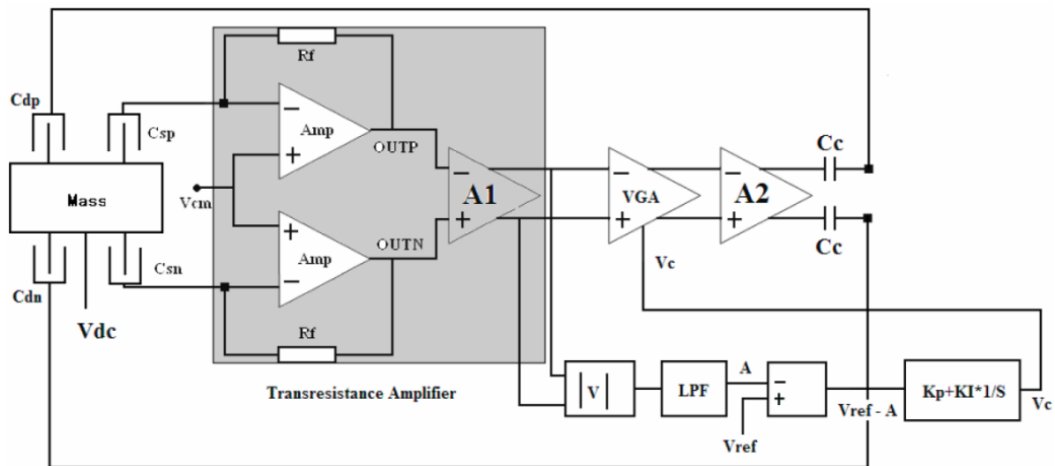 Rf
Cdp
Csp
Amp
OUTP
Cc
Mass
Vcm
A1
VGA
A2
Cc
OUTN
Amp
Csn
Cdn
Vc
Vdc
Rf
Transresistance Amplifier
|V|
LPF
A
−
+
Kp+KI*1/S
Vref
Vref - A
Vc